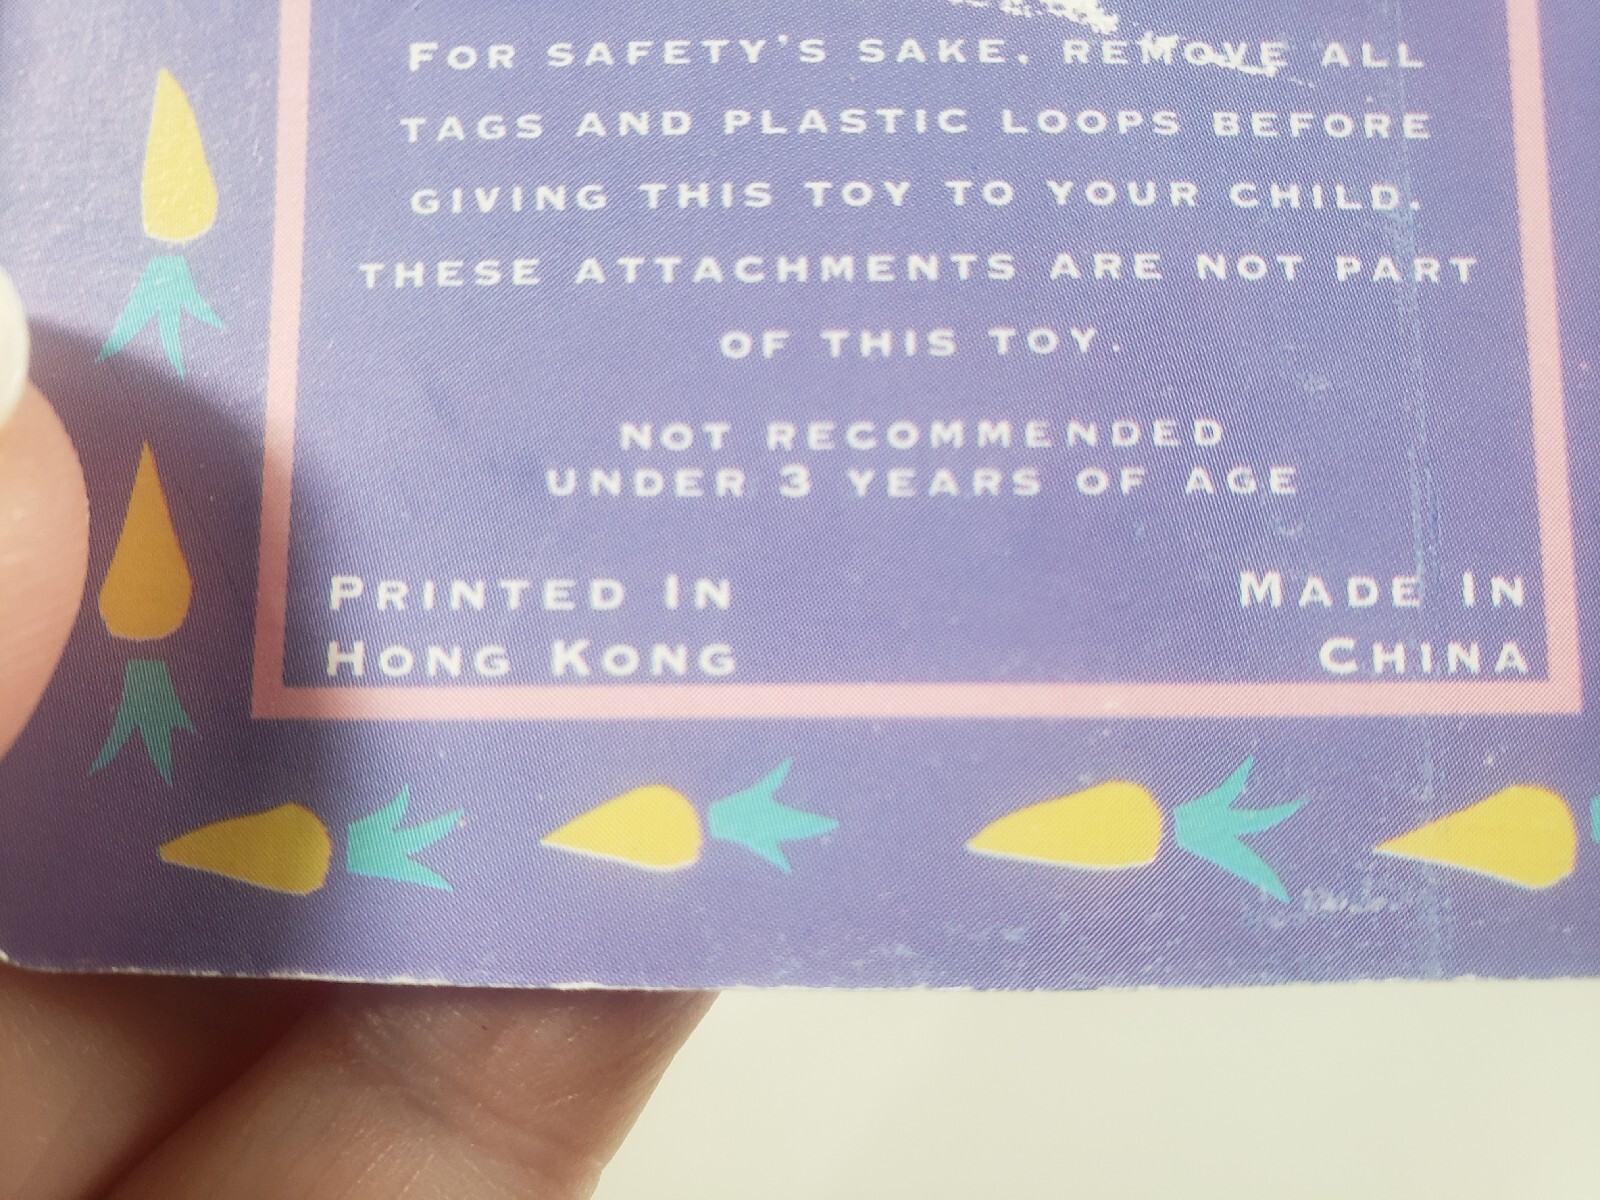 FOR SAFETY'S SAKE, REMOVE ALL
TAGS AND PLASTIC LOOPS BEFORE
GIVING THIS TOY TO YOUR CHILD.
THESE ATTACHMENTS ARE NOT PART
OF THIS TOY.
NOT RECOMMENDED
UNDER 3 YEARS OF AGE
PRINTED IN
HONG KONG
MADE IN
CHINA